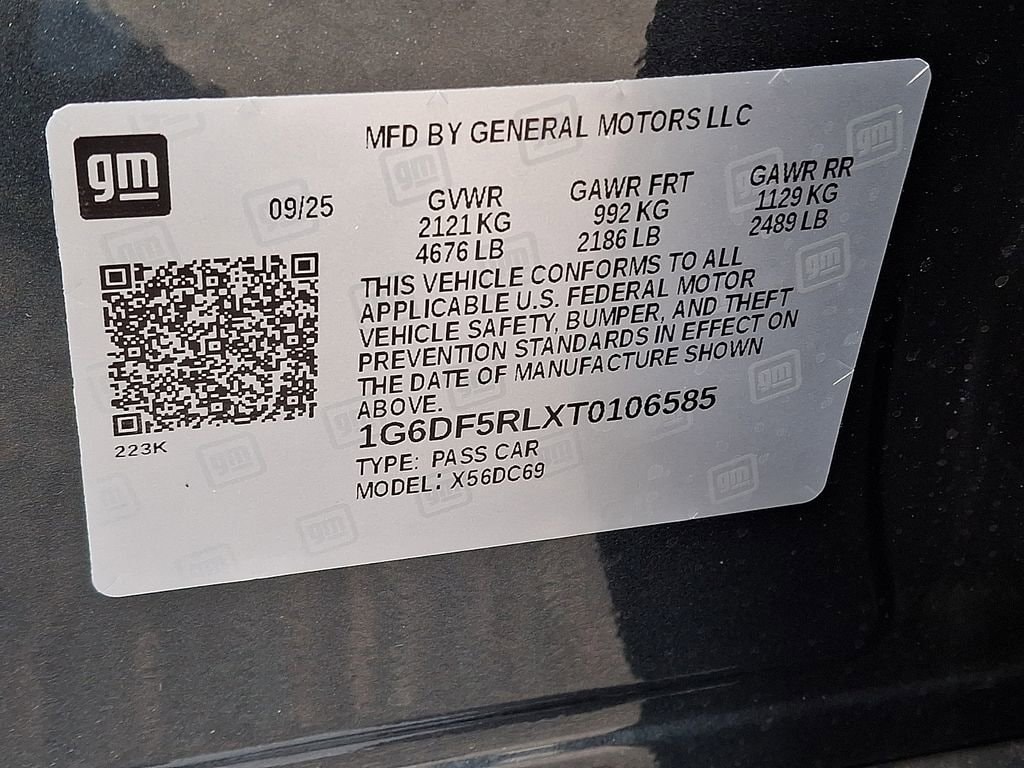 gm
MFD BY GENERAL MOTORS LLC
09/25
GVWR GAWR FRT GAWR RR
2121 KG 992 KG 1129 KG
4676 LB 2186 LB 2489 LB
THIS VEHICLE CONFORMS TO ALL
APPLICABLE U.S. FEDERAL MOTOR
VEHICLE SAFETY, BUMPER, AND THEFT
PREVENTION STANDARDS IN EFFECT ON
THE DATE OF MANUFACTURE SHOWN
ABOVE.
1G6DF5RLXT0106585
223K
TYPE: PASS CAR
MODEL: X56DC69